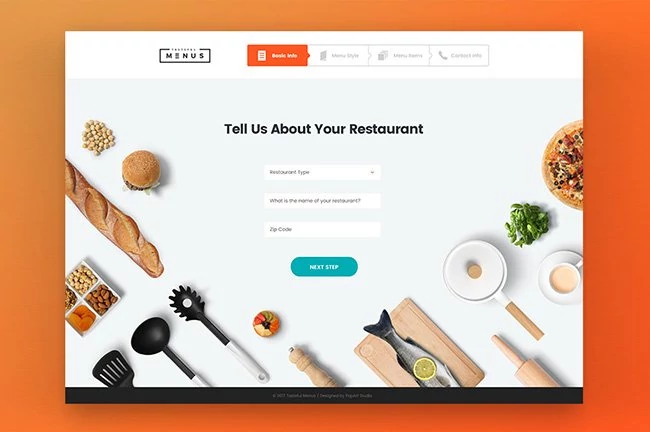 TASTEFUL
MENUS
Basic Info
Menu Style
Menu Items
Contact Info
Tell Us About Your Restaurant
Restaurant Type
What is the name of your restaurant?
Zip Code
NEXT STEP
© 2017 Tasteful Menus | Designed by Studio